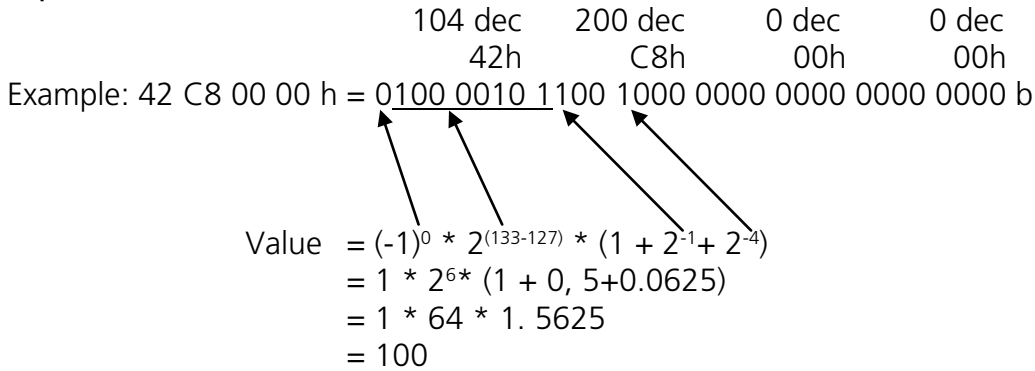 104 dec 200 dec 0 dec 0 dec
42h C8h 00h 00h
Example: 42 C8 00 00 h = 0100 0010 1100 1000 0000 0000 0000 0000 b
Value = (-1)⁰ * 2⁽¹³³⁻¹²⁷⁾ * (1 + 2⁻¹+ 2⁻⁴)
= 1 * 2⁶* (1 + 0, 5+0.0625)
= 1 * 64 * 1. 5625
= 100